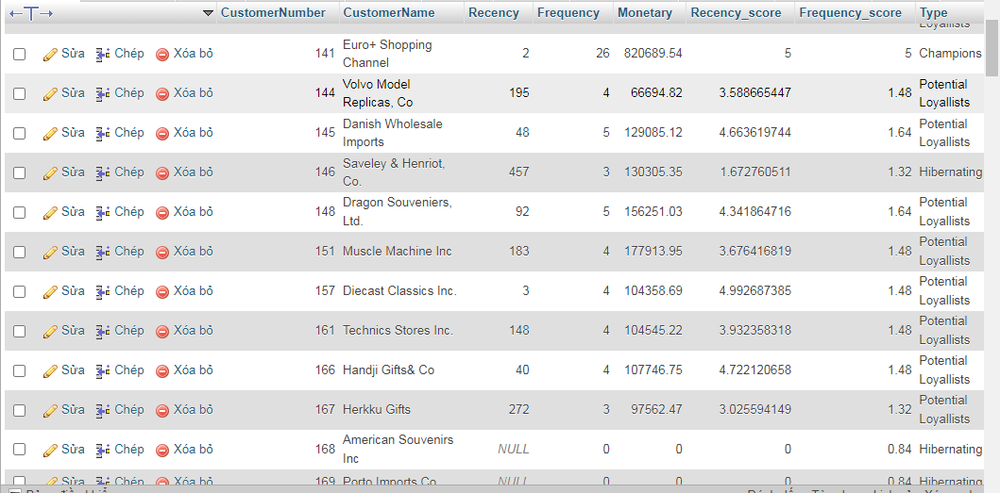 CustomerNumber CustomerName Recency Frequency Monetary Recency_score Frequency_score Type
Loyallists
Sửa Chép Xóa bỏ 141 Euro+ Shopping Channel 2 26 820689.54 5 5 Champions
Sửa Chép Xóa bỏ 144 Volvo Model Replicas, Co 195 4 66694.82 3.588665447 1.48 Potential Loyallists
Sửa Chép Xóa bỏ 145 Danish Wholesale Imports 48 5 129085.12 4.663619744 1.64 Potential Loyallists
Sửa Chép Xóa bỏ 146 Saveley & Henriot, Co. 457 3 130305.35 1.672760511 1.32 Hibernating
Sửa Chép Xóa bỏ 148 Dragon Souveniers, Ltd. 92 5 156251.03 4.341864716 1.64 Potential Loyallists
Sửa Chép Xóa bỏ 151 Muscle Machine Inc 183 4 177913.95 3.676416819 1.48 Potential Loyallists
Sửa Chép Xóa bỏ 157 Diecast Classics Inc. 3 4 104358.69 4.992687385 1.48 Potential Loyallists
Sửa Chép Xóa bỏ 161 Technics Stores Inc. 148 4 104545.22 3.932358318 1.48 Potential Loyallists
Sửa Chép Xóa bỏ 166 Handji Gifts& Co 40 4 107746.75 4.722120658 1.48 Potential Loyallists
Sửa Chép Xóa bỏ 167 Herkku Gifts 272 3 97562.47 3.025594149 1.32 Potential Loyallists
Sửa Chép Xóa bỏ 168 American Souvenirs Inc NULL 0 0 0 0.84 Hibernating
Sửa Chép Xóa bỏ 169 Porto Imports Co. NULL 0 0 0 0.84 Hibernating